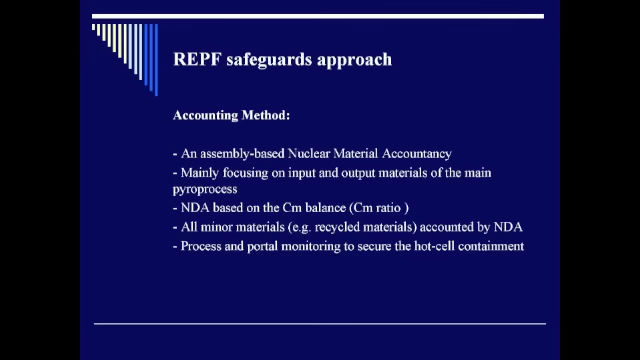 REPF safeguards approach
Accounting Method:
- An assembly-based Nuclear Material Accountancy
- Mainly focusing on input and output materials of the main
pyroprocess
- NDA based on the Cm balance (Cm ratio )
- All minor materials (e.g. recycled materials) accounted by NDA
- Process and portal monitoring to secure the hot-cell containment